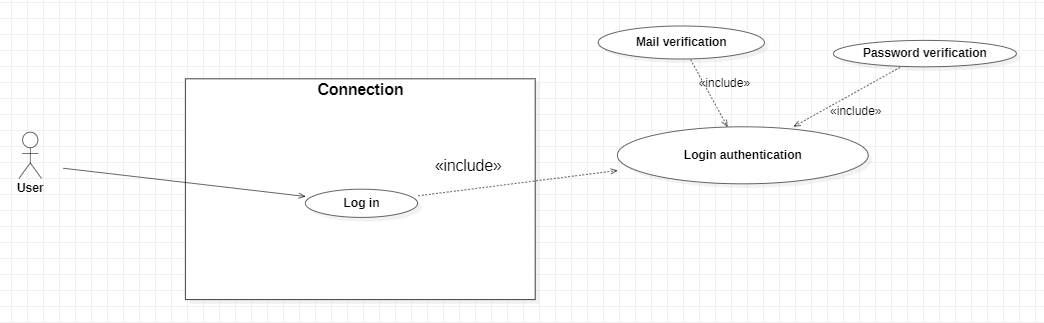 Mail verification
Password verification
«include»
«include»
Connection
Login authentication
«include»
User
Log in